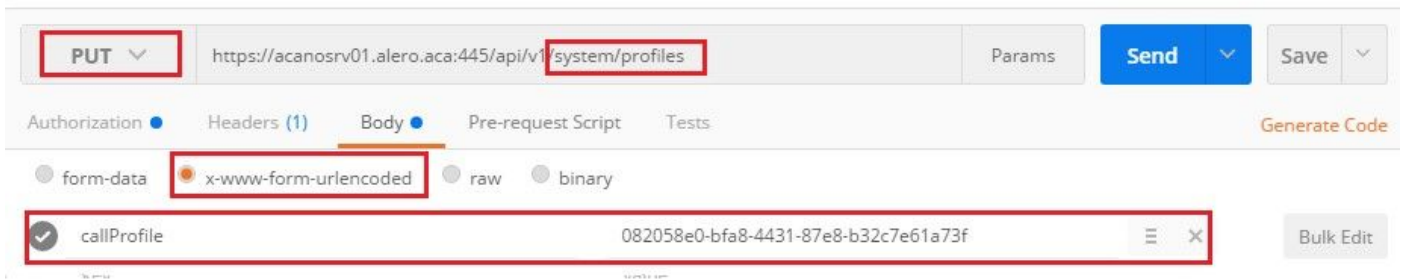 PUT https://acanosrv01.alero.aca:445/api/v1/system/profiles Params Send Save
Authorization Headers (1) Body Pre-request Script Tests Generate Code
form-data x-www-form-urlencoded raw binary
callProfile 082058e0-bfa8-4431-87e8-b32c7e61a73f Bulk Edit